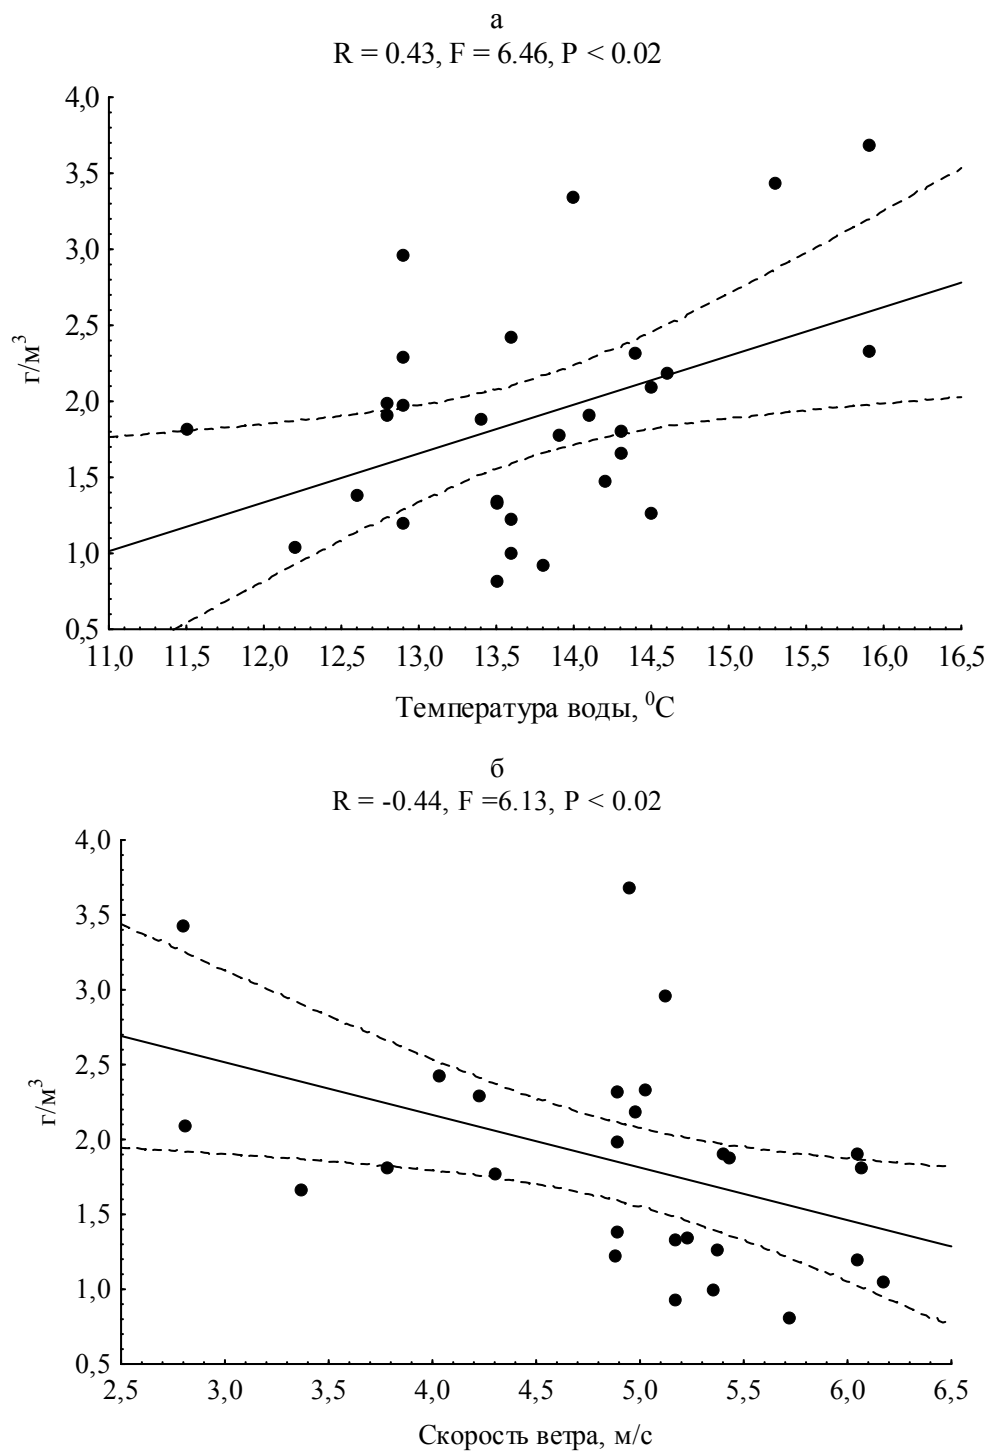 а
R = 0.43, F = 6.46, P < 0.02
4,0
3,5
3,0
2,5
2,0
1,5
1,0
0,5
г/м³
11,0 11,5 12,0 12,5 13,0 13,5 14,0 14,5 15,0 15,5 16,0 16,5
Температура воды, ⁰С
б
R = -0.44, F =6.13, P < 0.02
4,0
3,5
3,0
2,5
2,0
1,5
1,0
0,5
г/м³
2,5 3,0 3,5 4,0 4,5 5,0 5,5 6,0 6,5
Скорость ветра, м/с